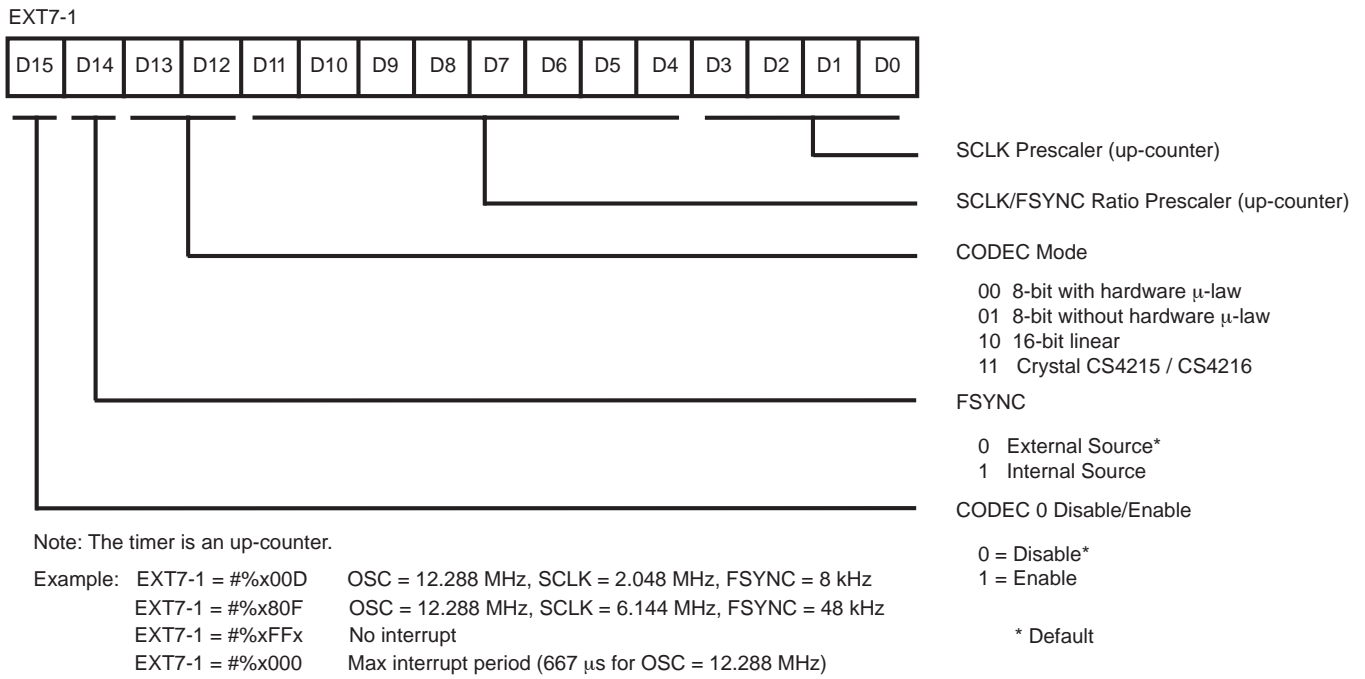 EXT7-1
D15 D14 D13 D12 D11 D10 D9 D8 D7 D6 D5 D4 D3 D2 D1 D0
SCLK Prescaler (up-counter)
SCLK/FSYNC Ratio Prescaler (up-counter)
CODEC Mode
00 8-bit with hardware μ-law
01 8-bit without hardware μ-law
10 16-bit linear
11 Crystal CS4215 / CS4216
FSYNC
0 External Source*
1 Internal Source
CODEC 0 Disable/Enable
0 = Disable*
1 = Enable
* Default
Note: The timer is an up-counter.
Example: EXT7-1 = #%x00D OSC = 12.288 MHz, SCLK = 2.048 MHz, FSYNC = 8 kHz
EXT7-1 = #%x80F OSC = 12.288 MHz, SCLK = 6.144 MHz, FSYNC = 48 kHz
EXT7-1 = #%xFFx No interrupt
EXT7-1 = #%x000 Max interrupt period (667 μs for OSC = 12.288 MHz)